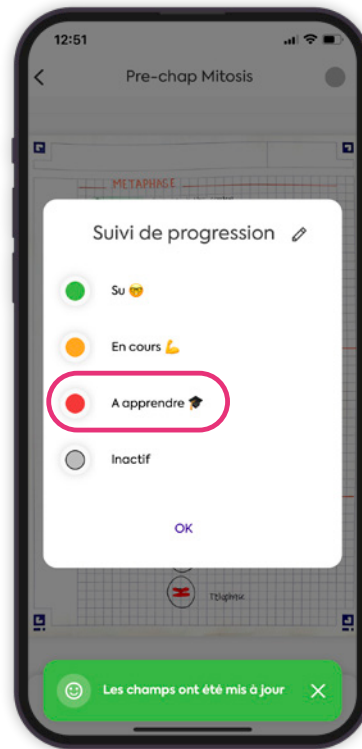 12:51
Pre-chap Mitosis
METAPHASE
Suivi de progression
Su 🤓
En cours 💪
A apprendre 🎓
Inactif
OK
Telophase
Les champs ont été mis à jour